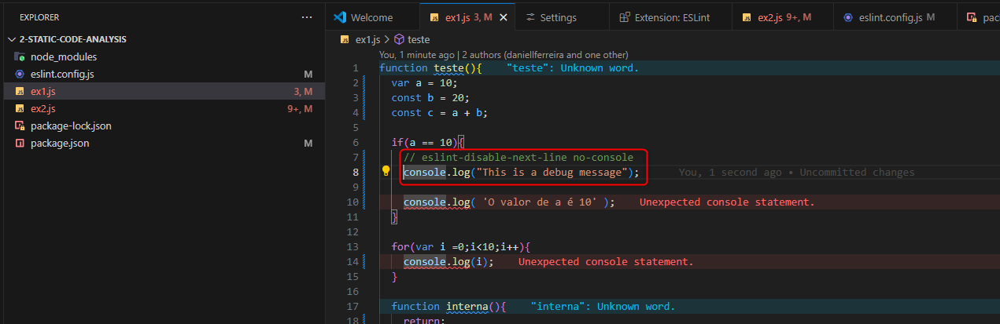 EXPLORER
···
Welcome
ex1.js 3, M
Settings
Extension: ESLint
ex2.js 9+, M
eslint.config.js M
pac
2-STATIC-CODE-ANALYSIS
node_modules
eslint.config.js M
ex1.js 3, M
ex2.js 9+, M
package-lock.json
package.json M
ex1.js > teste
You, 1 minute ago | 2 authors (daniellferreira and one other)
1 function teste(){ "teste": Unknown word.
2 var a = 10;
3 const b = 20;
4 const c = a + b;
5
6 if(a == 10){
7 // eslint-disable-next-line no-console
8 console.log("This is a debug message"); You, 1 second ago • Uncommitted changes
9
10 console.log( 'O valor de a é 10' ); Unexpected console statement.
11 }
12
13 for(var i =0;i<10;i++){
14 console.log(i); Unexpected console statement.
15 }
16
17 function interna(){ "interna": Unknown word.
18 return;